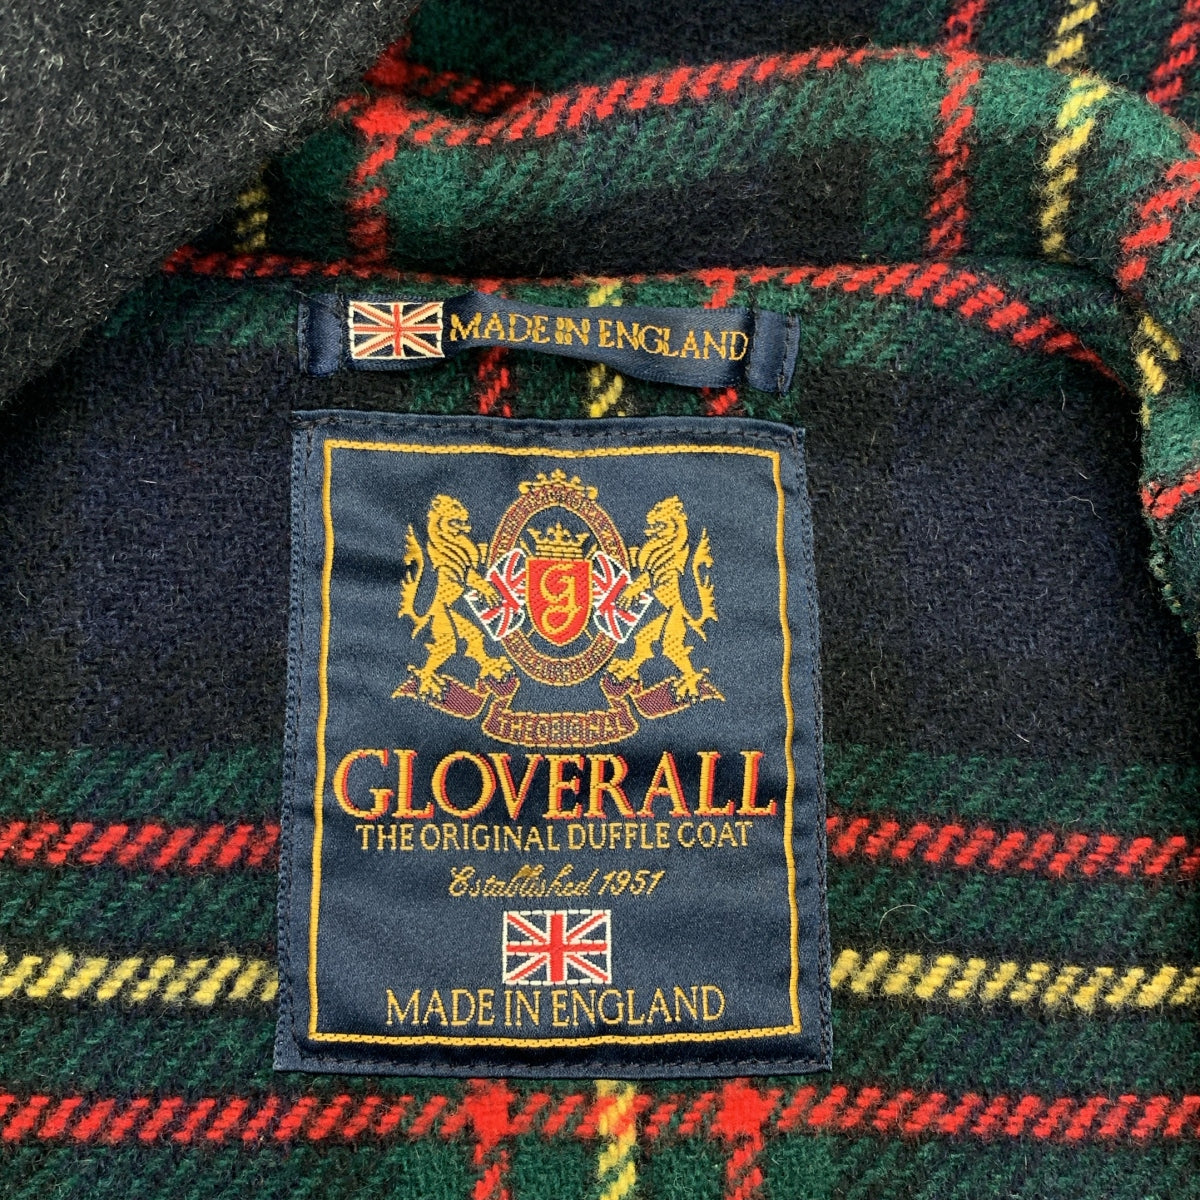 MADE IN ENGLAND
G
THE ORIGINAL
GLOVERALL
THE ORIGINAL DUFFLE COAT
Established 1951
MADE IN ENGLAND